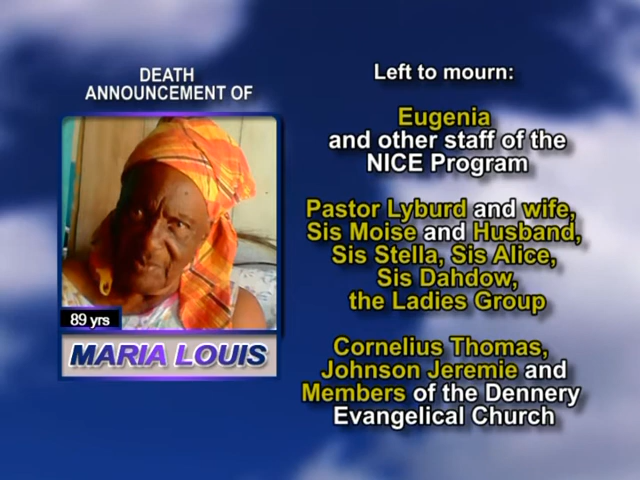 DEATH
ANNOUNCEMENT OF
89 yrs
MARIA LOUIS
Left to mourn:
Eugenia
and other staff of the
NICE Program
Pastor Lyburd and wife,
Sis Moise and Husband,
Sis Stella, Sis Alice,
Sis Dahdow,
the Ladies Group
Cornelius Thomas,
Johnson Jeremie and
Members of the Dennery
Evangelical Church